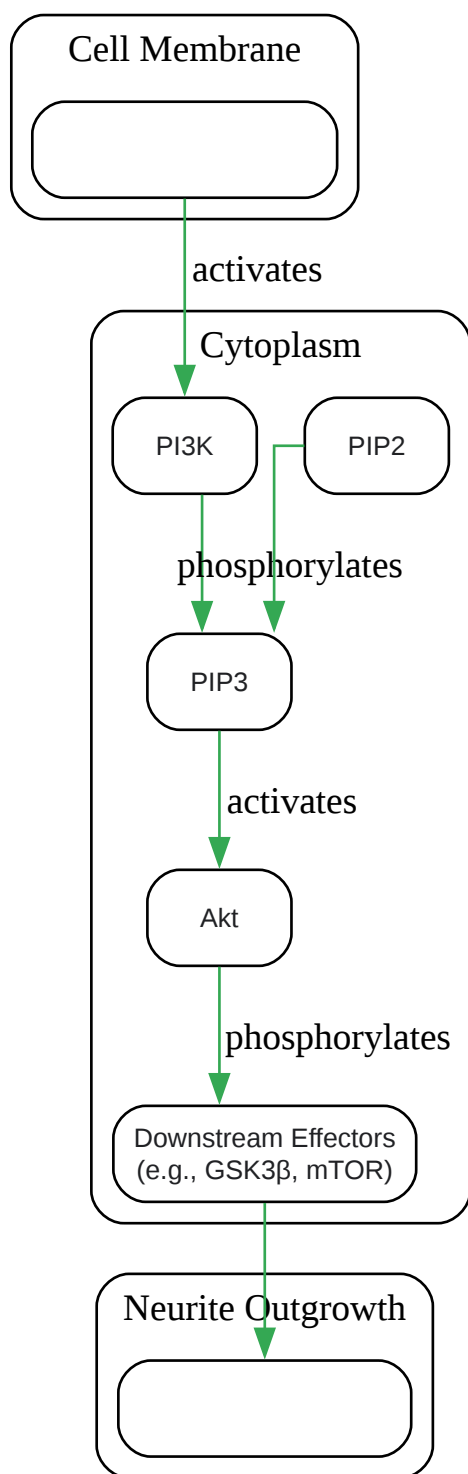 Cell Membrane
activates
Cytoplasm
PI3K
PIP2
phosphorylates
PIP3
activates
Akt
phosphorylates
Downstream Effectors
(e.g., GSK3β, mTOR)
Neurite Outgrowth